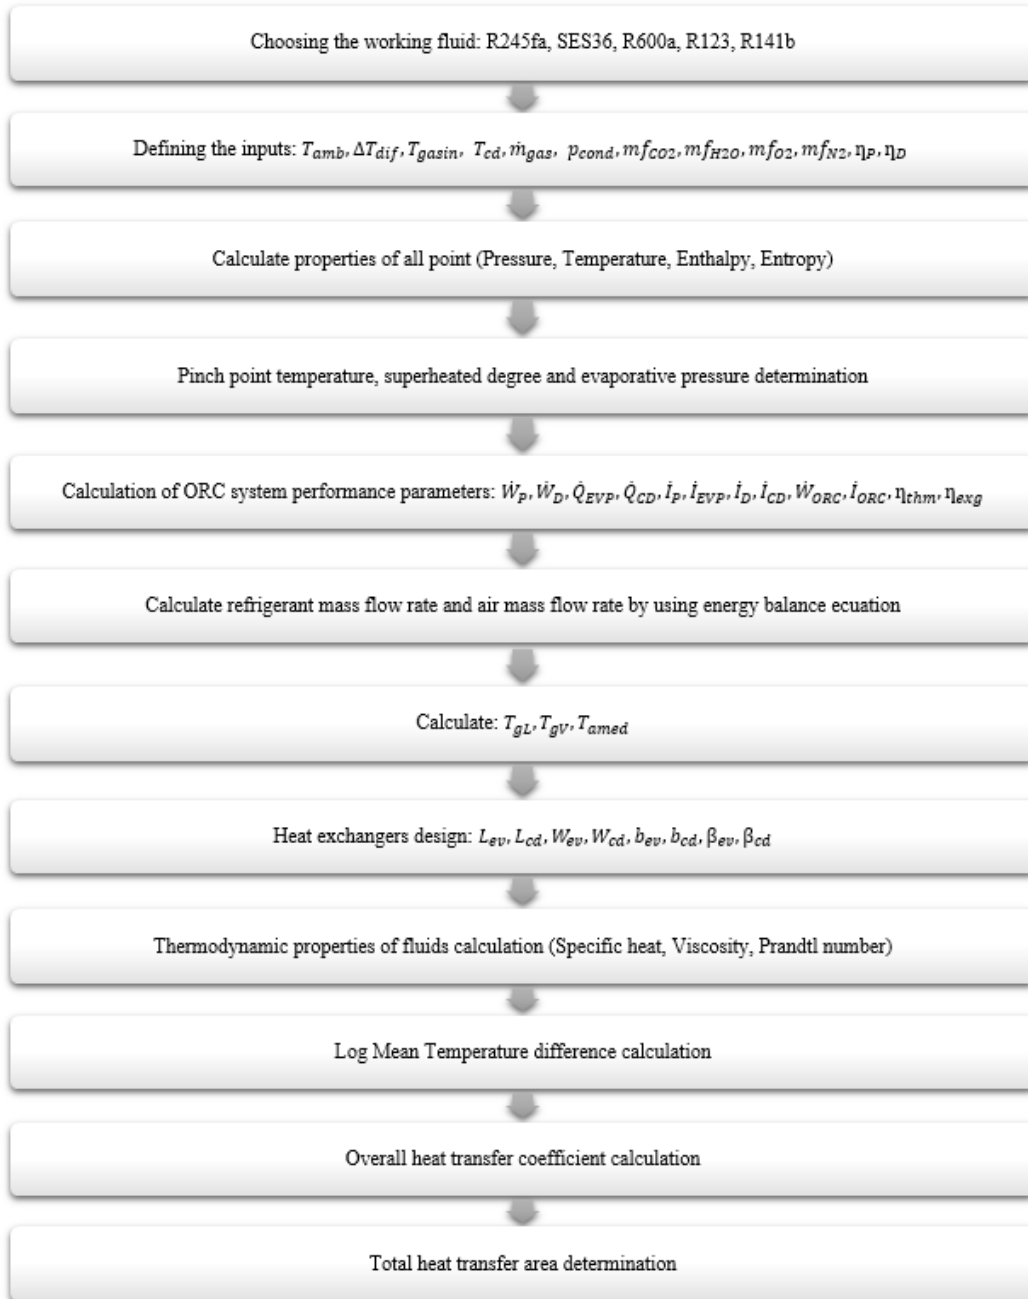 Choosing the working fluid: R245fa, SES36, R600a, R123, R141b
Defining the inputs: T_amb, ΔT_dif, T_gasin, T_cd, ṁ_gas, p_cond, mf_CO2, mf_H2O, mf_O2, mf_N2, η_P, η_D
Calculate properties of all point (Pressure, Temperature, Enthalpy, Entropy)
Pinch point temperature, superheated degree and evaporative pressure determination
Calculation of ORC system performance parameters: Ẇ_P, Ẇ_D, Q̇_EVP, Q̇_CD, İ_P, İ_EVP, İ_D, İ_CD, Ẇ_ORC, İ_ORC, η_thm, η_exg
Calculate refrigerant mass flow rate and air mass flow rate by using energy balance ecuation
Calculate: T_gL, T_gV, T_amed
Heat exchangers design: L_ev, L_cd, W_ev, W_cd, b_ev, b_cd, β_ev, β_cd
Thermodynamic properties of fluids calculation (Specific heat, Viscosity, Prandtl number)
Log Mean Temperature difference calculation
Overall heat transfer coefficient calculation
Total heat transfer area determination